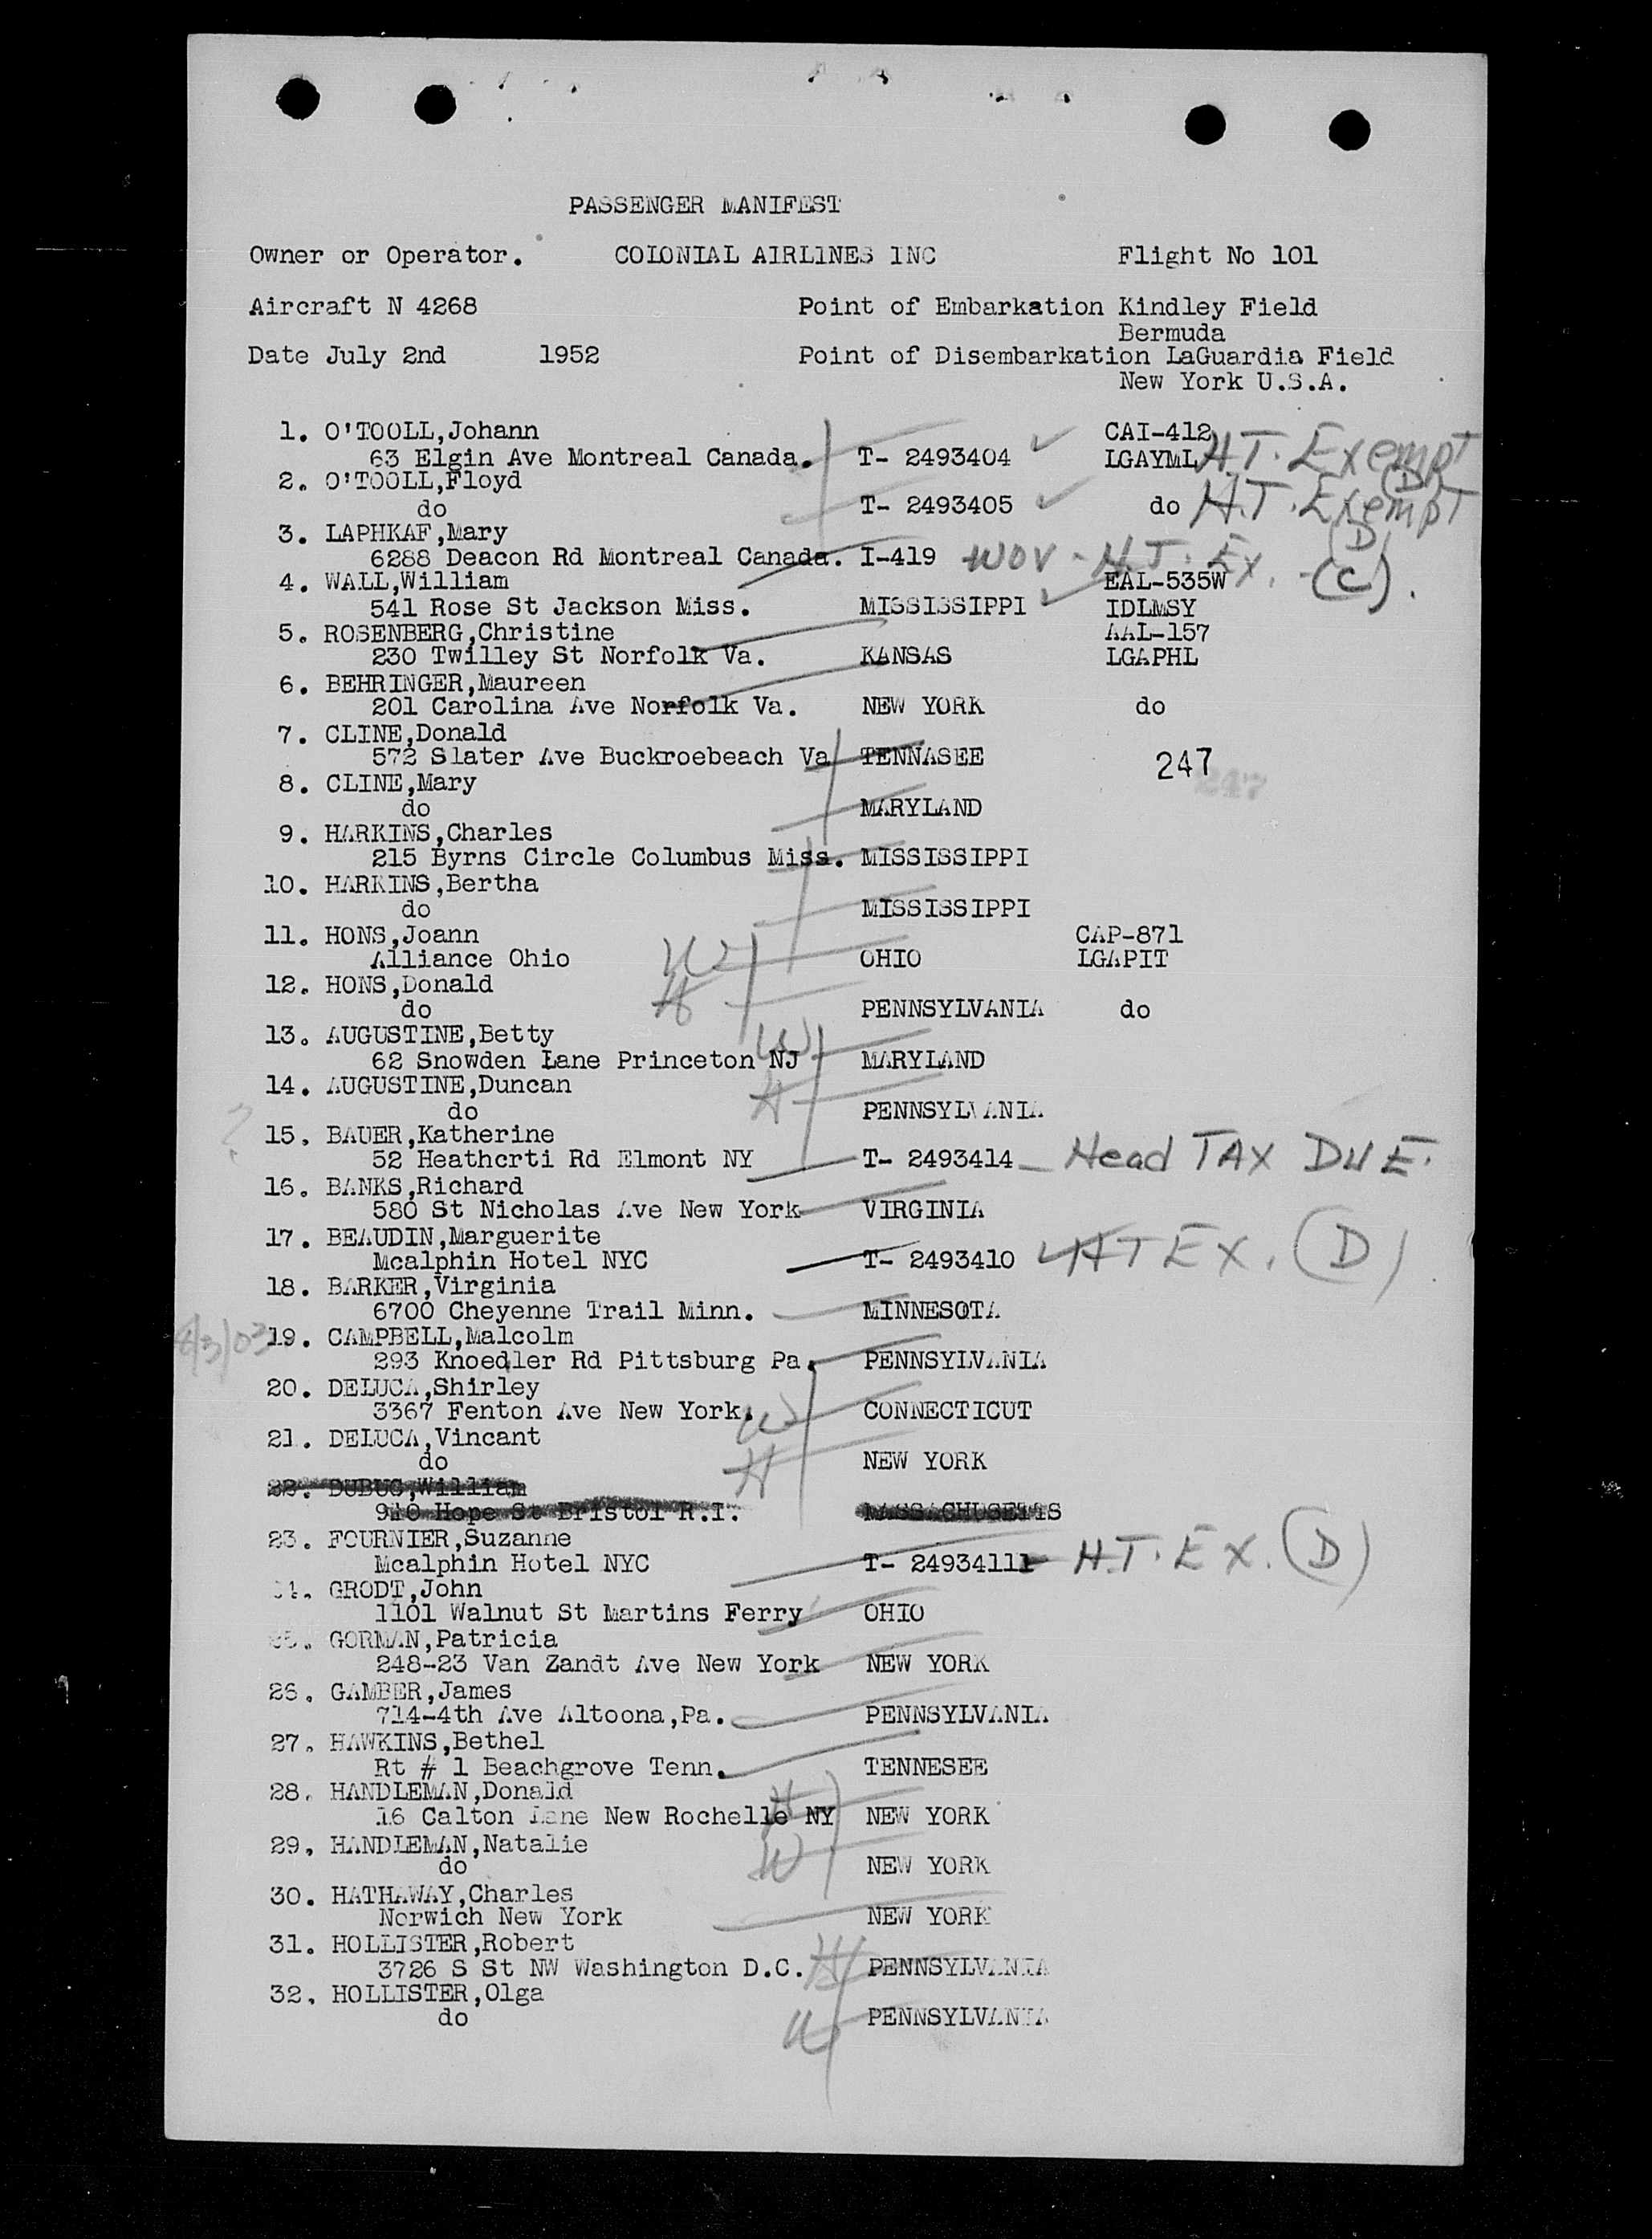 PASSENGER MANIFEST
Owner or Operator. COLONIAL AIRLINES INC Flight No 101
Aircraft N 4268 Point of Embarkation Kindley Field
Bermuda
Date July 2nd 1952 Point of Disembarkation LaGuardia Field
New York U.S.A.
1. O'TOOLL,Johann CAI-412
63 Elgin Ave Montreal Canada. T- 2493404 LGAYML H.T. Exempt (D)
2. O'TOOLL,Floyd
do T- 2493405 do H.T. Exempt (D)
3. LAPHKAF,Mary
6288 Deacon Rd Montreal Canada. I-419 WOV - H.T. Ex. - (C).
4. WALL,William EAL-535W
541 Rose St Jackson Miss. MISSISSIPPI IDLMSY
5. ROSENBERG,Christine AAL-157
230 Twilley St Norfolk Va. KANSAS LGAPHL
6. BEHRINGER,Maureen
201 Carolina Ave Norfolk Va. NEW YORK do
7. CLINE,Donald
572 Slater Ave Buckroebeach Va TENNASEE 247
247
8. CLINE,Mary
do MARYLAND
9. HARKINS,Charles
215 Byrns Circle Columbus Miss. MISSISSIPPI
10. HARKINS,Bertha
do MISSISSIPPI
11. HONS,Joann CAP-871
Alliance Ohio W OHIO LGAPIT
12. HONS,Donald
do H PENNSYLVANIA do
13. AUGUSTINE,Betty
62 Snowden Lane Princeton NJ W MARYLAND
14. AUGUSTINE,Duncan
do H PENNSYLVANIA
? 15. BAUER,Katherine
52 Heathcrti Rd Elmont NY T- 2493414 - Head TAX DUE.
16. BANKS,Richard
580 St Nicholas Ave New York VIRGINIA
17. BEAUDIN,Marguerite
Mcalphin Hotel NYC T- 2493410 HT EX. (D)
18. BARKER,Virginia
6700 Cheyenne Trail Minn. MINNESOTA
19. CAMPBELL,Malcolm
293 Knoedler Rd Pittsburg Pa. PENNSYLVANIA
20. DELUCA,Shirley
3367 Fenton Ave New York. W CONNECTICUT
21. DELUCA,Vincant
do H NEW YORK
22. DUBUC,William
Hope St Bristol R.I. MASSACHUSETTS
23. FOURNIER,Suzanne
Mcalphin Hotel NYC T- 24934111 - H.T. EX. (D)
24. GRODT,John
1101 Walnut St Martins Ferry OHIO
25. GORMAN,Patricia
248-23 Van Zandt Ave New York NEW YORK
26. GAMBER,James
714-4th Ave Altoona,Pa. PENNSYLVANIA
27. HAWKINS,Bethel
Rt # 1 Beachgrove Tenn. TENNESEE
28. HANDLEMAN,Donald
16 Calton Lane New Rochelle NY H NEW YORK
29. HANDLEMAN,Natalie
do W NEW YORK
30. HATHAWAY,Charles
Norwich New York NEW YORK
31. HOLLISTER,Robert
3726 S St NW Washington D.C. H PENNSYLVANIA
32. HOLLISTER,Olga
do W PENNSYLVANIA